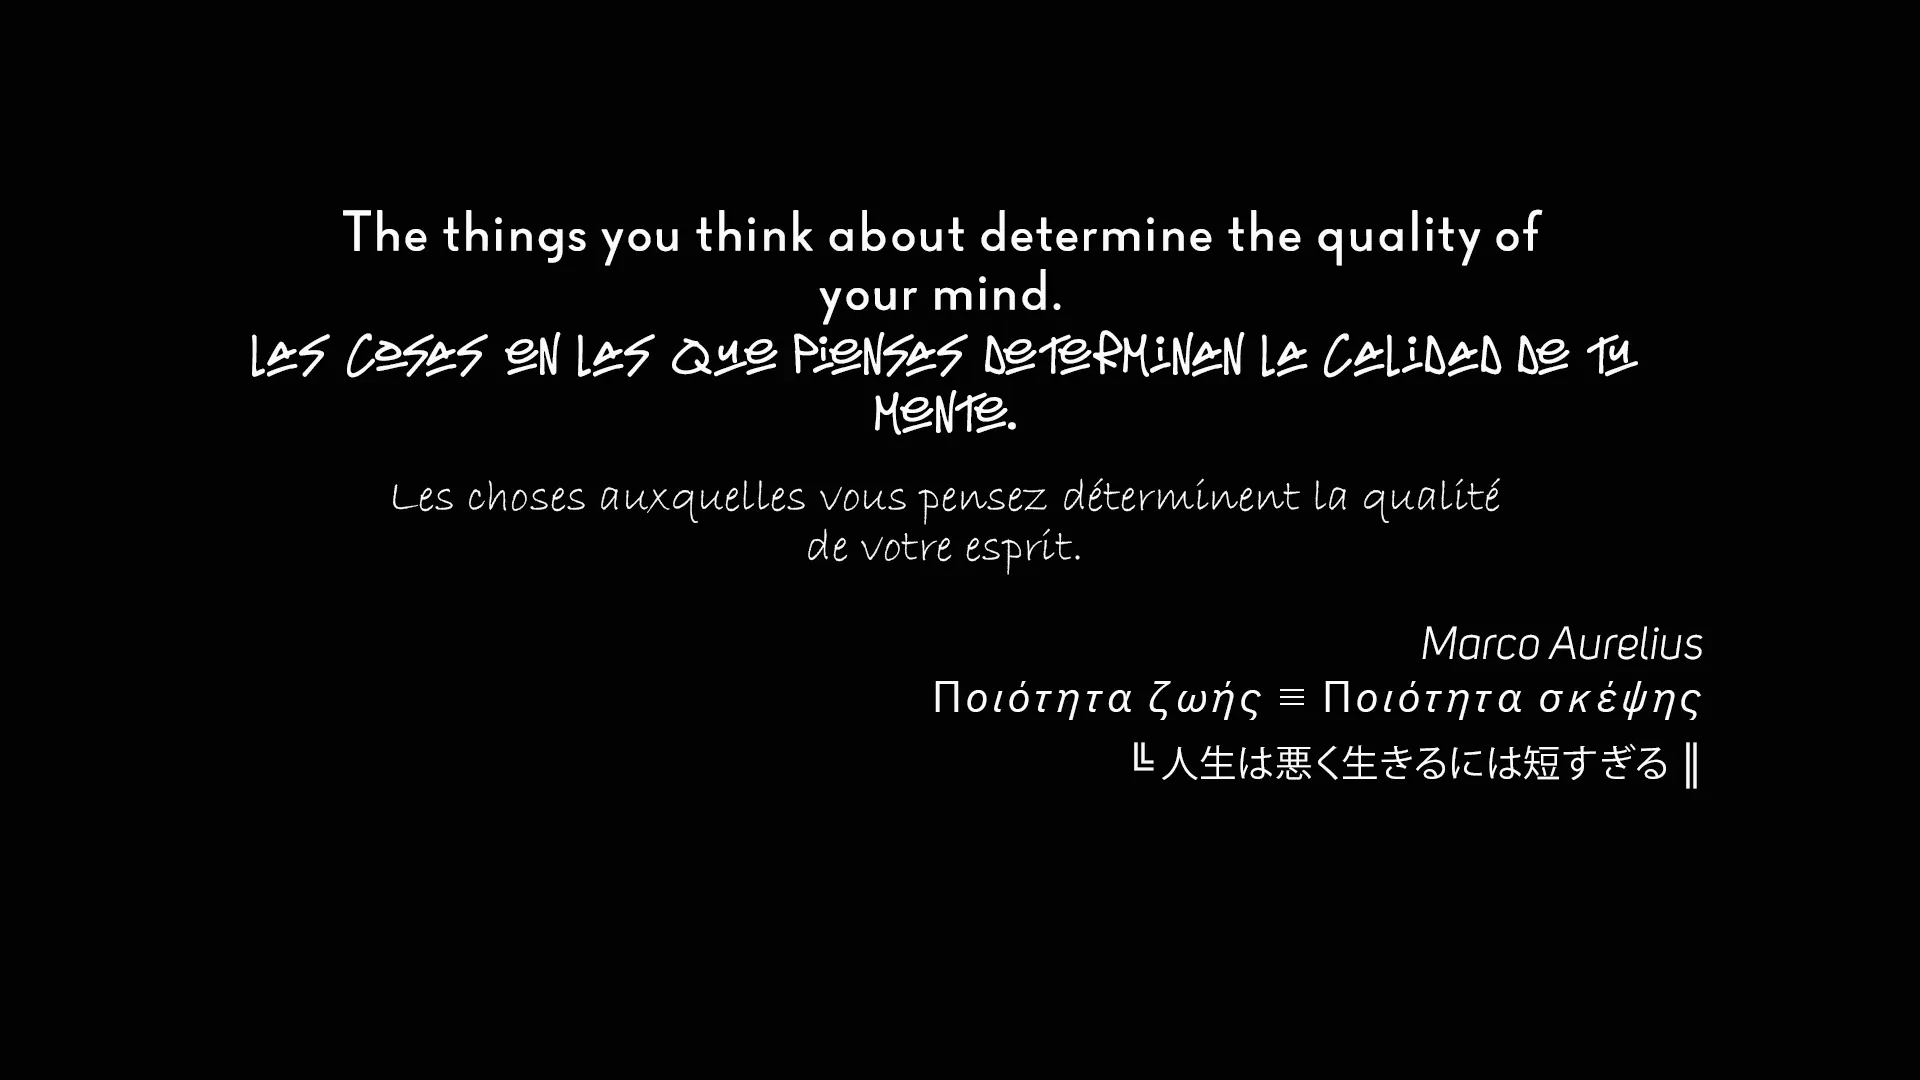 The things you think about determine the quality of
your mind.
Las cosas en las que piensas determinan la calidad de tu
mente.
Les choses auxquelles vous pensez déterminent la qualité
de votre esprit.
Marco Aurelius
Ποιότητα ζωής ≡ Ποιότητα σκέψης
╚ 人生は悪く生きるには短すぎる ║